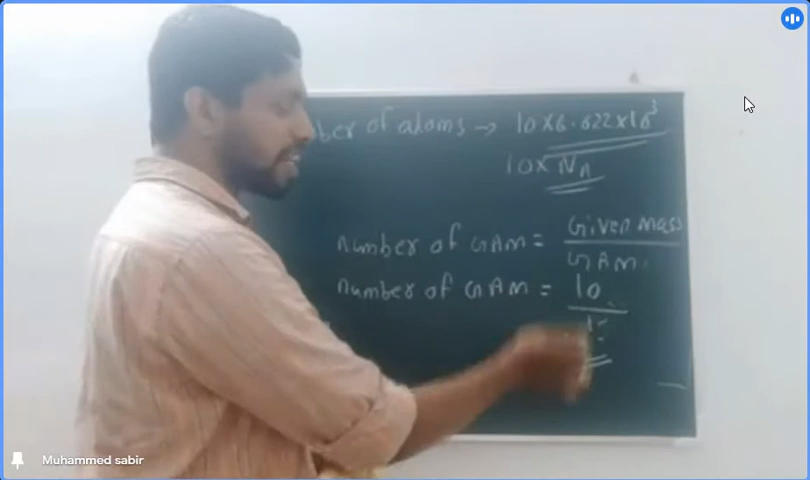 ber of atoms → 10 x 6.022 x 10³
10 x NA
number of GAM = Given Mass
GAM
number of GAM = 10
Muhammed sabir